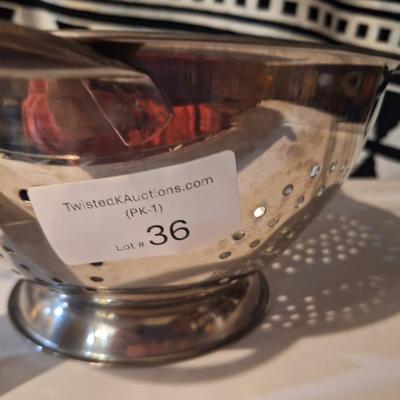 TwistedKAuctions.com
(PK-1)
Lot # 36